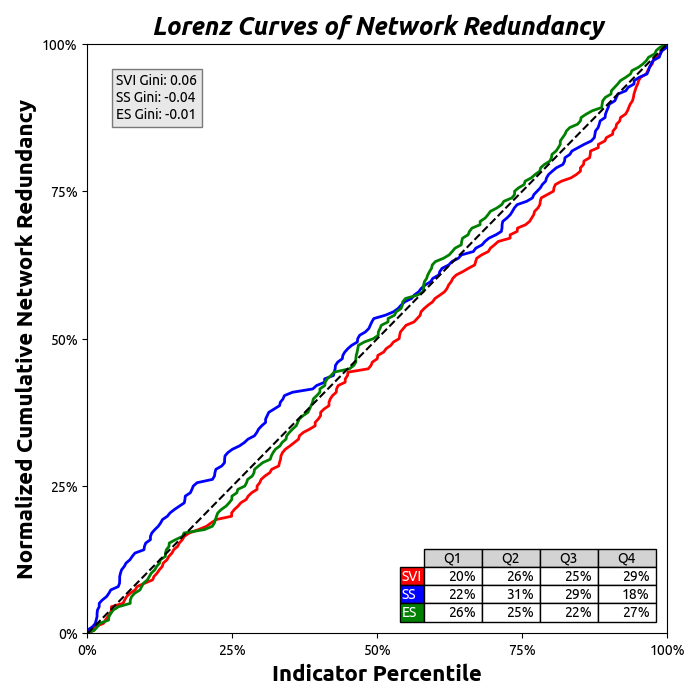 Lorenz Curves of Network Redundancy
100%
75%
50%
25%
0%
Normalized Cumulative Network Redundancy
SVI Gini: 0.06
SS Gini: -0.04
ES Gini: -0.01
Q1 Q2 Q3 Q4
SVI 20% 26% 25% 29%
SS 22% 31% 29% 18%
ES 26% 25% 22% 27%
0% 25% 50% 75% 100%
Indicator Percentile